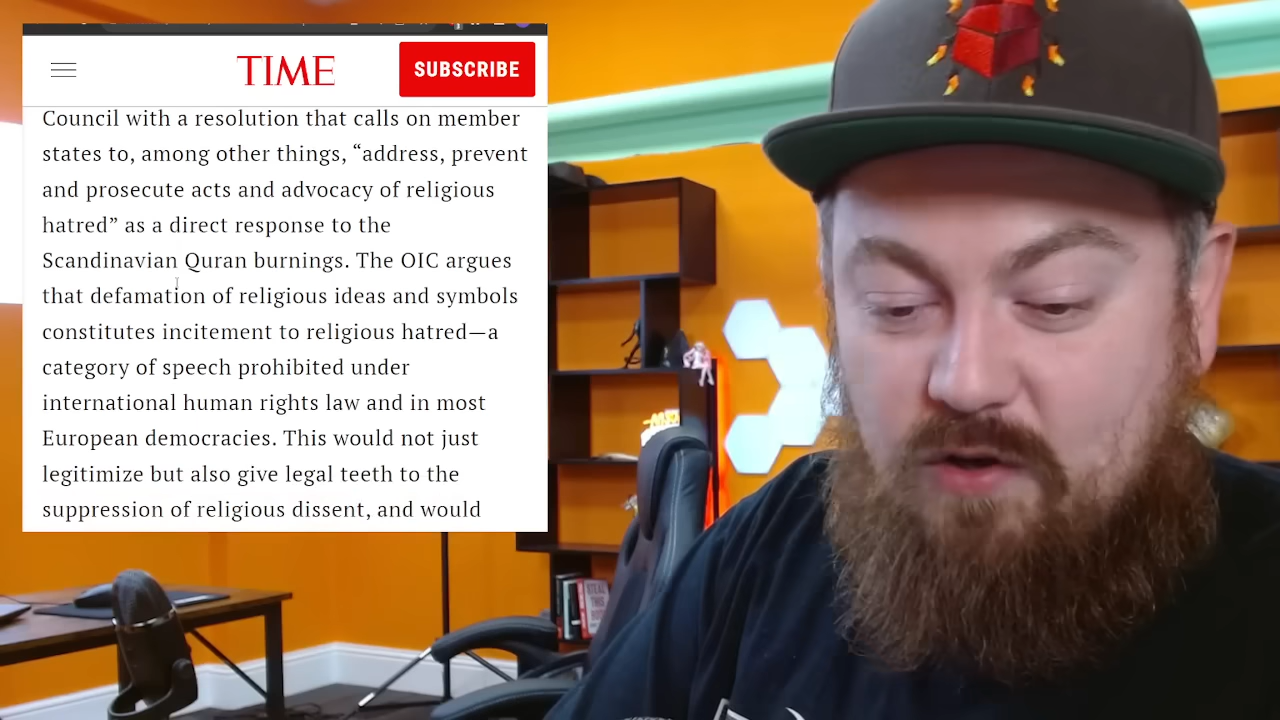 TIME
SUBSCRIBE
Council with a resolution that calls on member
states to, among other things, “address, prevent
and prosecute acts and advocacy of religious
hatred” as a direct response to the
Scandinavian Quran burnings. The OIC argues
that defamation of religious ideas and symbols
constitutes incitement to religious hatred—a
category of speech prohibited under
international human rights law and in most
European democracies. This would not just
legitimize but also give legal teeth to the
suppression of religious dissent, and would
STEAL
THIS
BOOK